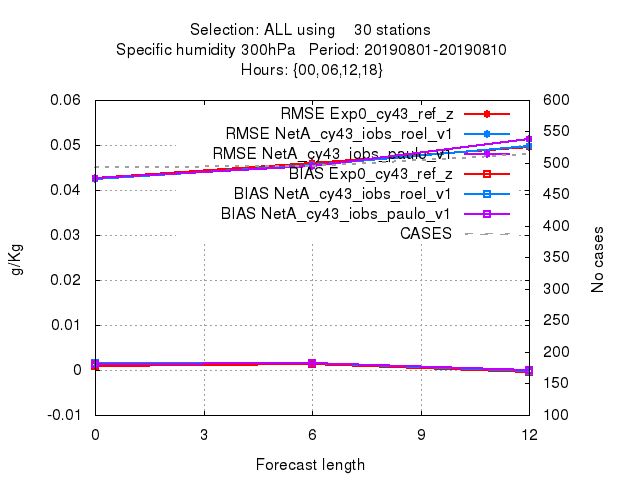 Selection: ALL using    30 stations
Specific humidity 300hPa   Period: 20190801-20190810
Hours: {00,06,12,18}
RMSE Exp0_cy43_ref_z
RMSE NetA_cy43_iobs_roel_v1
RMSE NetA_cy43_iobs_paulo_v1
BIAS Exp0_cy43_ref_z
BIAS NetA_cy43_iobs_roel_v1
BIAS NetA_cy43_iobs_paulo_v1
CASES
g/Kg
0.06
0.05
0.04
0.03
0.02
0.01
0
-0.01
600
550
500
450
400
350
300
250
200
150
100
No cases
0 3 6 9 12
Forecast length